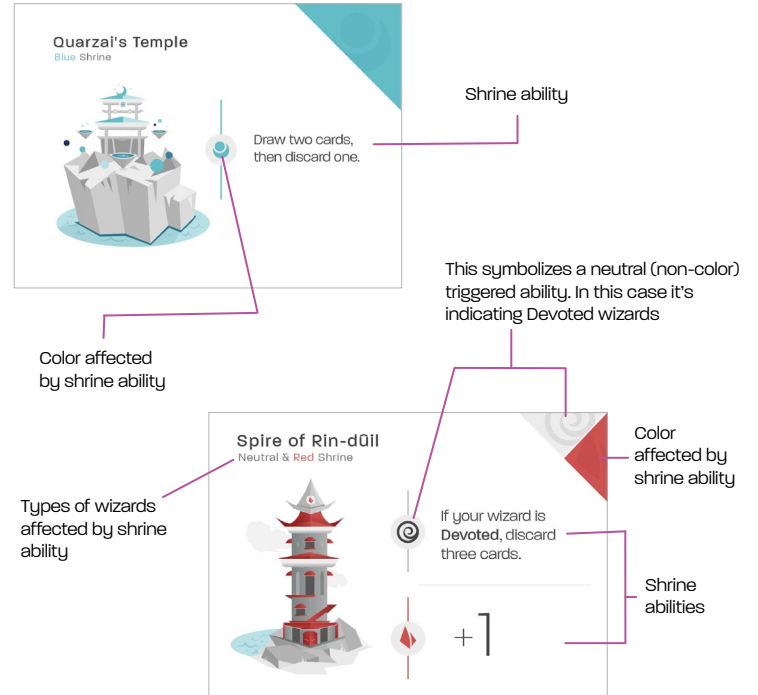 Quarzai's Temple
Blue Shrine
Draw two cards,
then discard one.
Shrine ability
Color affected
by shrine ability
This symbolizes a neutral (non-color)
triggered ability. In this case it's
indicating Devoted wizards
Spire of Rin-dûil
Neutral & Red Shrine
Color
affected by
shrine ability
Types of wizards
affected by shrine
ability
If your wizard is
Devoted, discard
three cards.
Shrine
abilities
+1